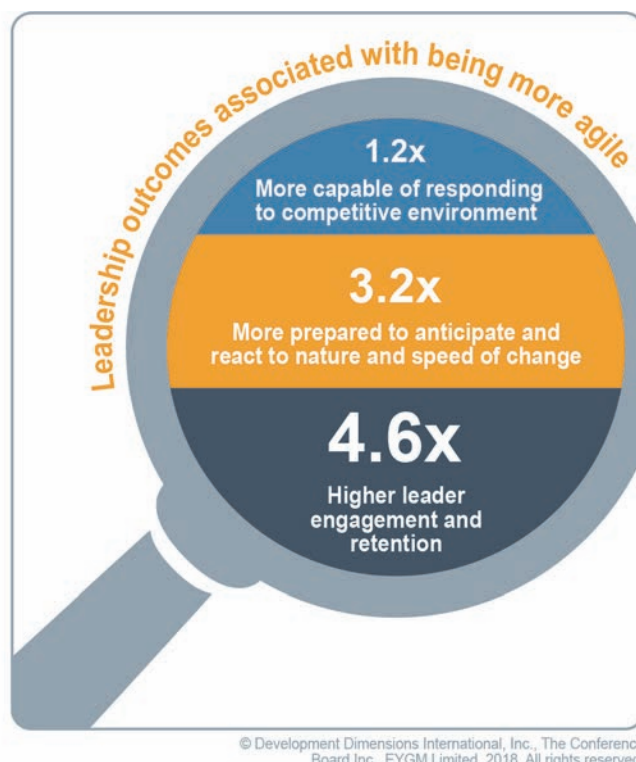 Leadership outcomes associated with being more agile
1.2x
More capable of responding
to competitive environment
3.2x
More prepared to anticipate and
react to nature and speed of change
4.6x
Higher leader
engagement and
retention
© Development Dimensions International, Inc., The Conferenc
Board Inc., EYGM Limited, 2018. All rights reserved